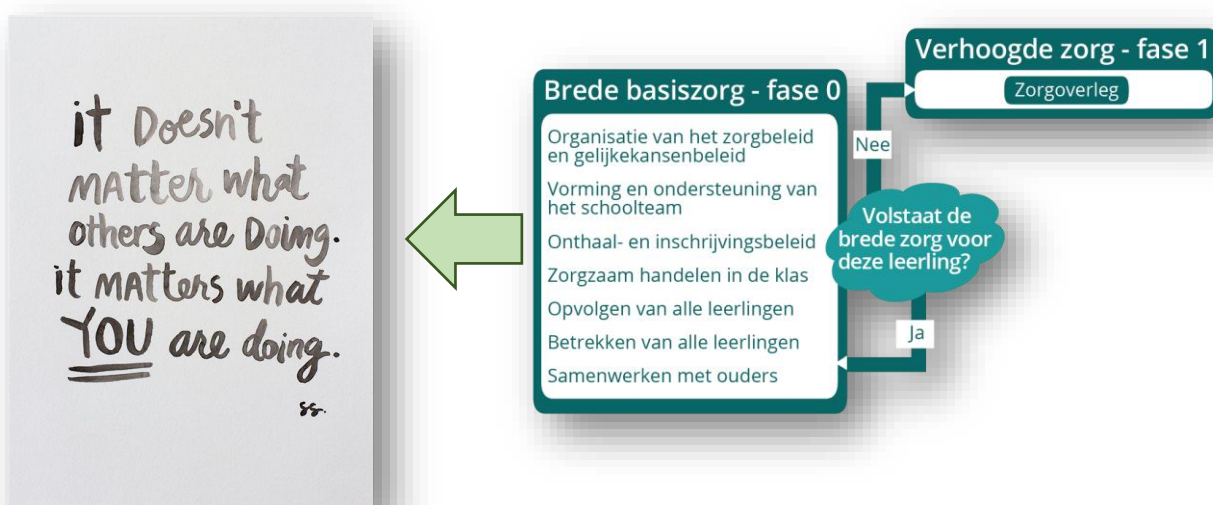 it Doesn't
MAtter what
others are Doing.
it MAtters what
YOU are doing.
ss.
Brede basiszorg - fase 0
Organisatie van het zorgbeleid
en gelijkekansenbeleid
Vorming en ondersteuning van
het schoolteam
Onthaal- en inschrijvingsbeleid
Zorgzaam handelen in de klas
Opvolgen van alle leerlingen
Betrekken van alle leerlingen
Samenwerken met ouders
Nee
Volstaat de
brede zorg voor
deze leerling?
Ja
Verhoogde zorg - fase 1
Zorgoverleg